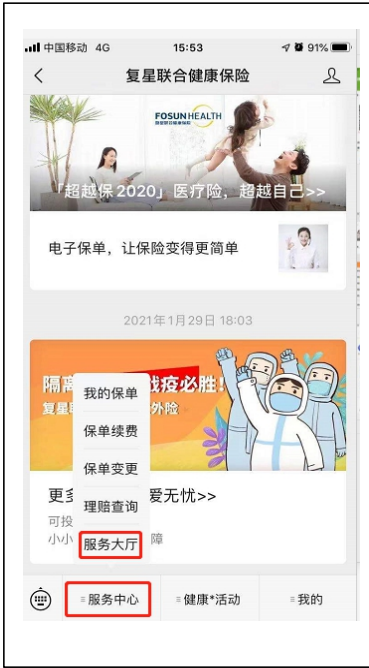 中国移动 4G
15:53
91%
复星联合健康保险
FOSUN HEALTH
「超越保2020」医疗险，超越自己>>
电子保单，让保险变得更简单
2021年1月29日 18:03
隔离 战疫必胜！
复星 外险
我的保单
保单续费
保单变更
理赔查询
服务大厅
更多 爱无忧>>
可投
小小 障
服务中心
健康*活动
我的